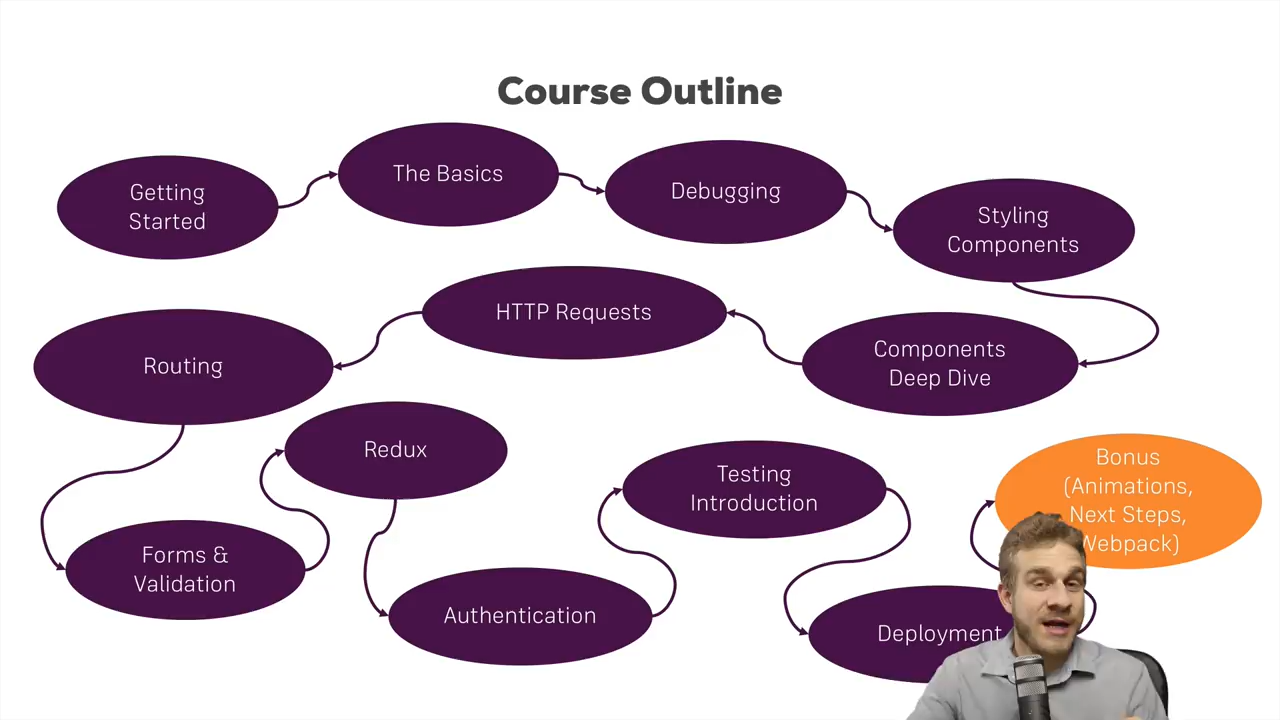 Course Outline
Getting
Started
The Basics
Debugging
Styling
Components
Components
Deep Dive
HTTP Requests
Routing
Forms &
Validation
Redux
Authentication
Testing
Introduction
Deployment
Bonus
(Animations,
Next Steps,
Webpack)